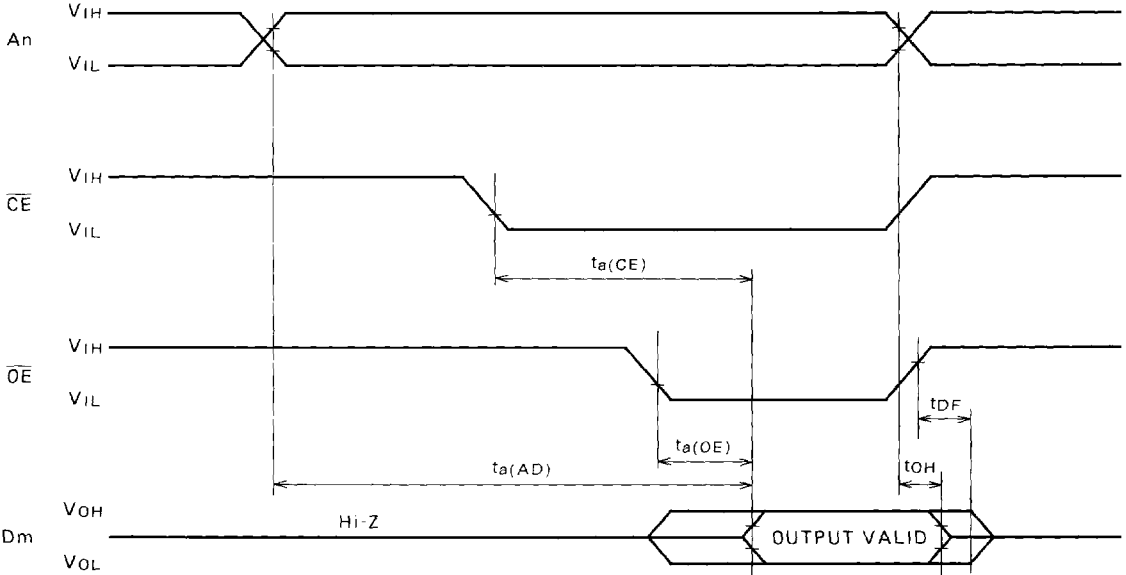 VIH
An
VIL
VIH
CE
VIL
ta(CE)
VIH
OE
VIL
tDF
ta(OE)
ta(AD)
tOH
VOH
Hi-Z
Dm
OUTPUT VALID
VOL